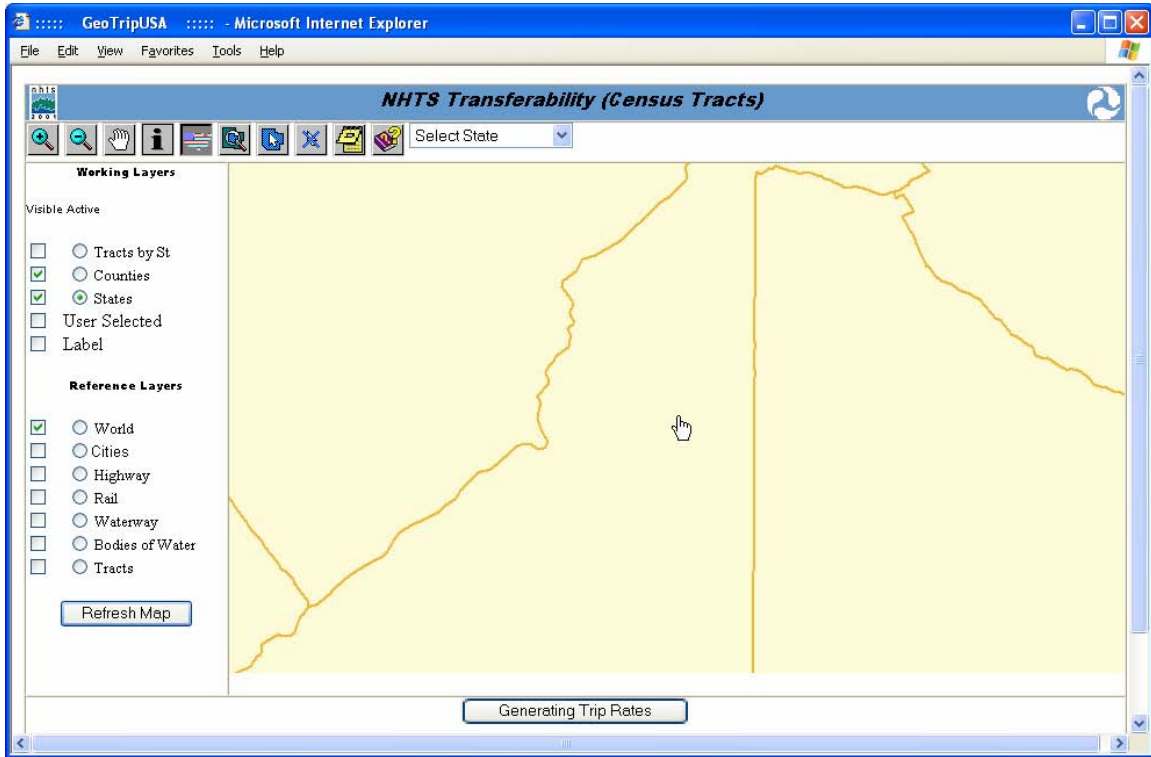 ::::: GeoTripUSA ::::: - Microsoft Internet Explorer
File Edit View Favorites Tools Help
nhts
2001
NHTS Transferability (Census Tracts)
Select State
Working Layers
Visible Active
Tracts by St
Counties
States
User Selected
Label
Reference Layers
World
Cities
Highway
Rail
Waterway
Bodies of Water
Tracts
Refresh Map
Generating Trip Rates